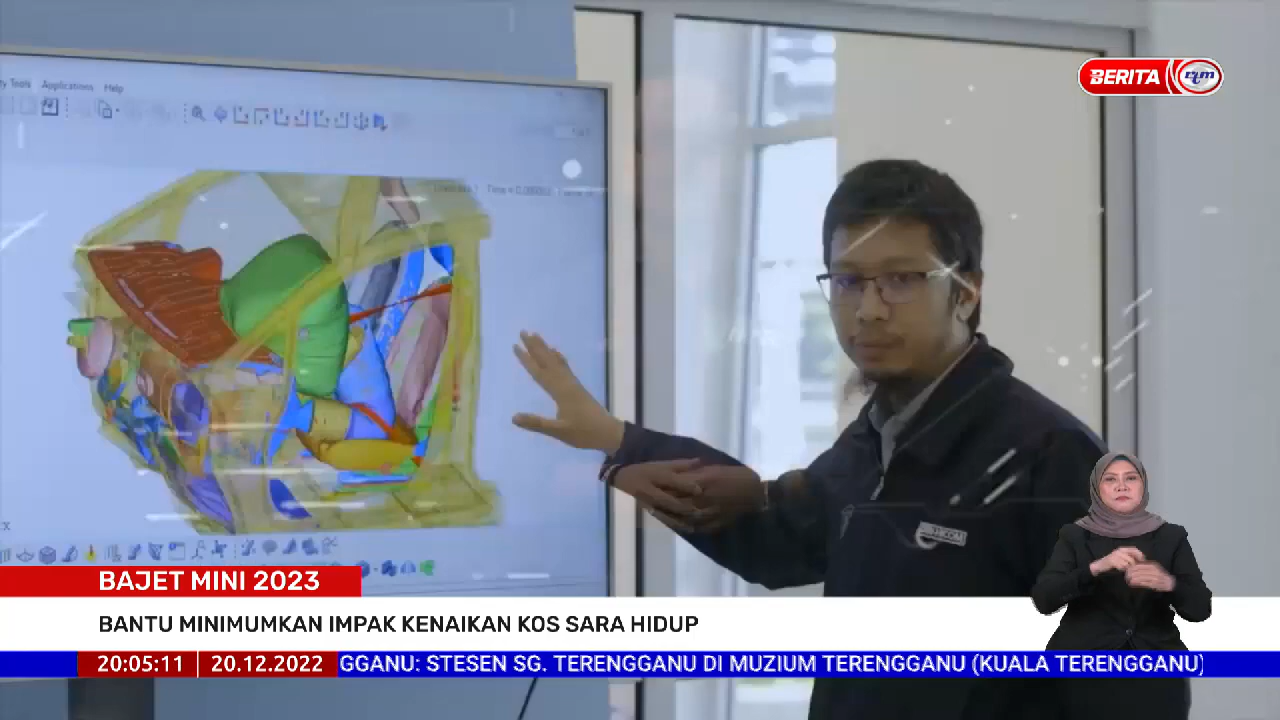 BERITA rtm
ty Tools Applications Help
BAJET MINI 2023
BANTU MINIMUMKAN IMPAK KENAIKAN KOS SARA HIDUP
20:05:11 20.12.2022 GGANU: STESEN SG. TERENGGANU DI MUZIUM TERENGGANU (KUALA TERENGGANU)